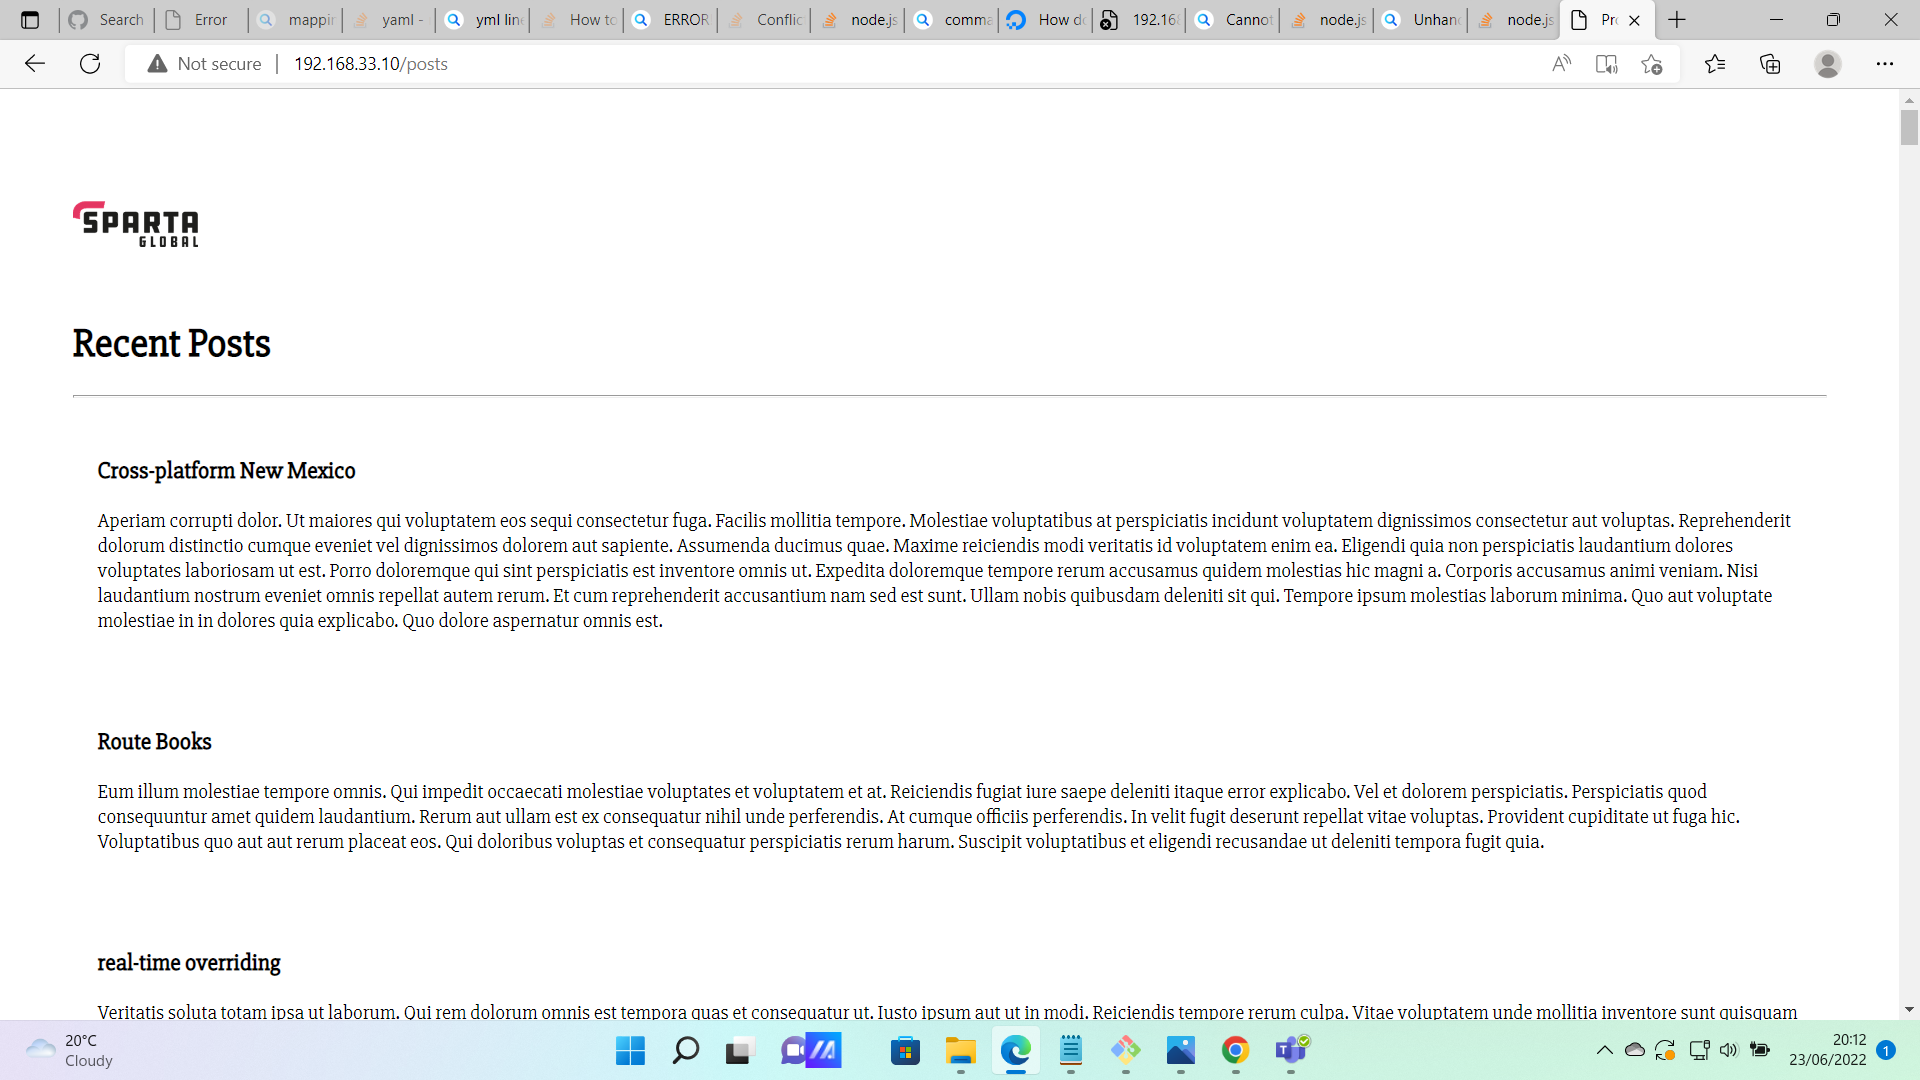 Search
Error
mappin
yaml -
yml line
How to
ERROR
Conflic
node.js
comma
How do
192.168
Cannot
node.js
Unhan
node.js
Pro
Not secure
192.168.33.10/posts
SPARTA
GLOBAL
Recent Posts
Cross-platform New Mexico
Aperiam corrupti dolor. Ut maiores qui voluptatem eos sequi consectetur fuga. Facilis mollitia tempore. Molestiae voluptatibus at perspiciatis incidunt voluptatem dignissimos consectetur aut voluptas. Reprehenderit
dolorum distinctio cumque eveniet vel dignissimos dolorem aut sapiente. Assumenda ducimus quae. Maxime reiciendis modi veritatis id voluptatem enim ea. Eligendi quia non perspiciatis laudantium dolores
voluptates laboriosam ut est. Porro doloremque qui sint perspiciatis est inventore omnis ut. Expedita doloremque tempore rerum accusamus quidem molestias hic magni a. Corporis accusamus animi veniam. Nisi
laudantium nostrum eveniet omnis repellat autem rerum. Et cum reprehenderit accusantium nam sed est sunt. Ullam nobis quibusdam deleniti sit qui. Tempore ipsum molestias laborum minima. Quo aut voluptate
molestiae in in dolores quia explicabo. Quo dolore aspernatur omnis est.
Route Books
Eum illum molestiae tempore omnis. Qui impedit occaecati molestiae voluptates et voluptatem et at. Reiciendis fugiat iure saepe deleniti itaque error explicabo. Vel et dolorem perspiciatis. Perspiciatis quod
consequuntur amet quidem laudantium. Rerum aut ullam est ex consequatur nihil unde perferendis. At cumque officiis perferendis. In velit fugit deserunt repellat vitae voluptas. Provident cupiditate ut fuga hic.
Voluptatibus quo aut aut rerum placeat eos. Qui doloribus voluptas et consequatur perspiciatis rerum harum. Suscipit voluptatibus et eligendi recusandae ut deleniti tempora fugit quia.
real-time overriding
Veritatis soluta totam ipsa ut laborum. Qui rem dolorum omnis est tempora quas et consequatur ut. Iusto ipsum aut ut in modi. Reiciendis tempore rerum culpa. Vitae voluptatem unde mollitia inventore sunt quisquam
20°C
Cloudy
20:12
23/06/2022
1